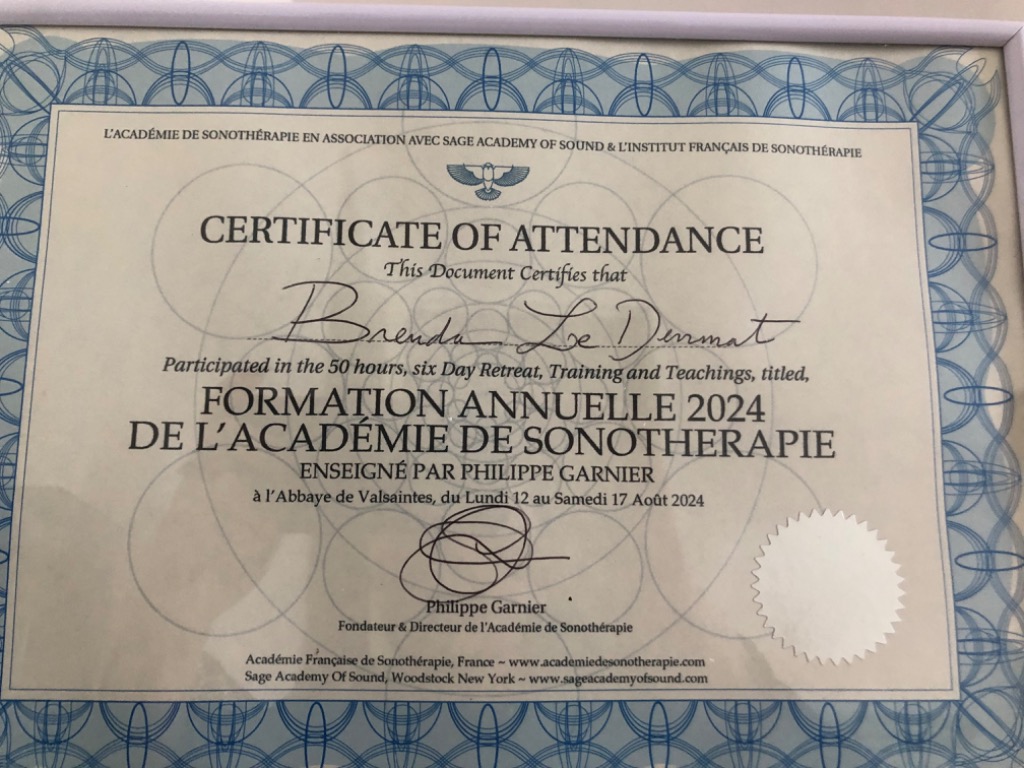 L'ACADÉMIE DE SONOTHÉRAPIE EN ASSOCIATION AVEC SAGE ACADEMY OF SOUND & L'INSTITUT FRANÇAIS DE SONOTHÉRAPIE
CERTIFICATE OF ATTENDANCE
This Document Certifies that
Brenda Le Denmat
Participated in the 50 hours, six Day Retreat, Training and Teachings, titled,
FORMATION ANNUELLE 2024
DE L'ACADÉMIE DE SONOTHERAPIE
ENSEIGNÉ PAR PHILIPPE GARNIER
à l'Abbaye de Valsaintes, du Lundi 12 au Samedi 17 Août 2024
Philippe Garnier
Fondateur & Directeur de l'Académie de Sonothérapie
Académie Française de Sonothérapie, France ~ www.academiedesonotherapie.com
Sage Academy Of Sound, Woodstock New York ~ www.sageacademyofsound.com